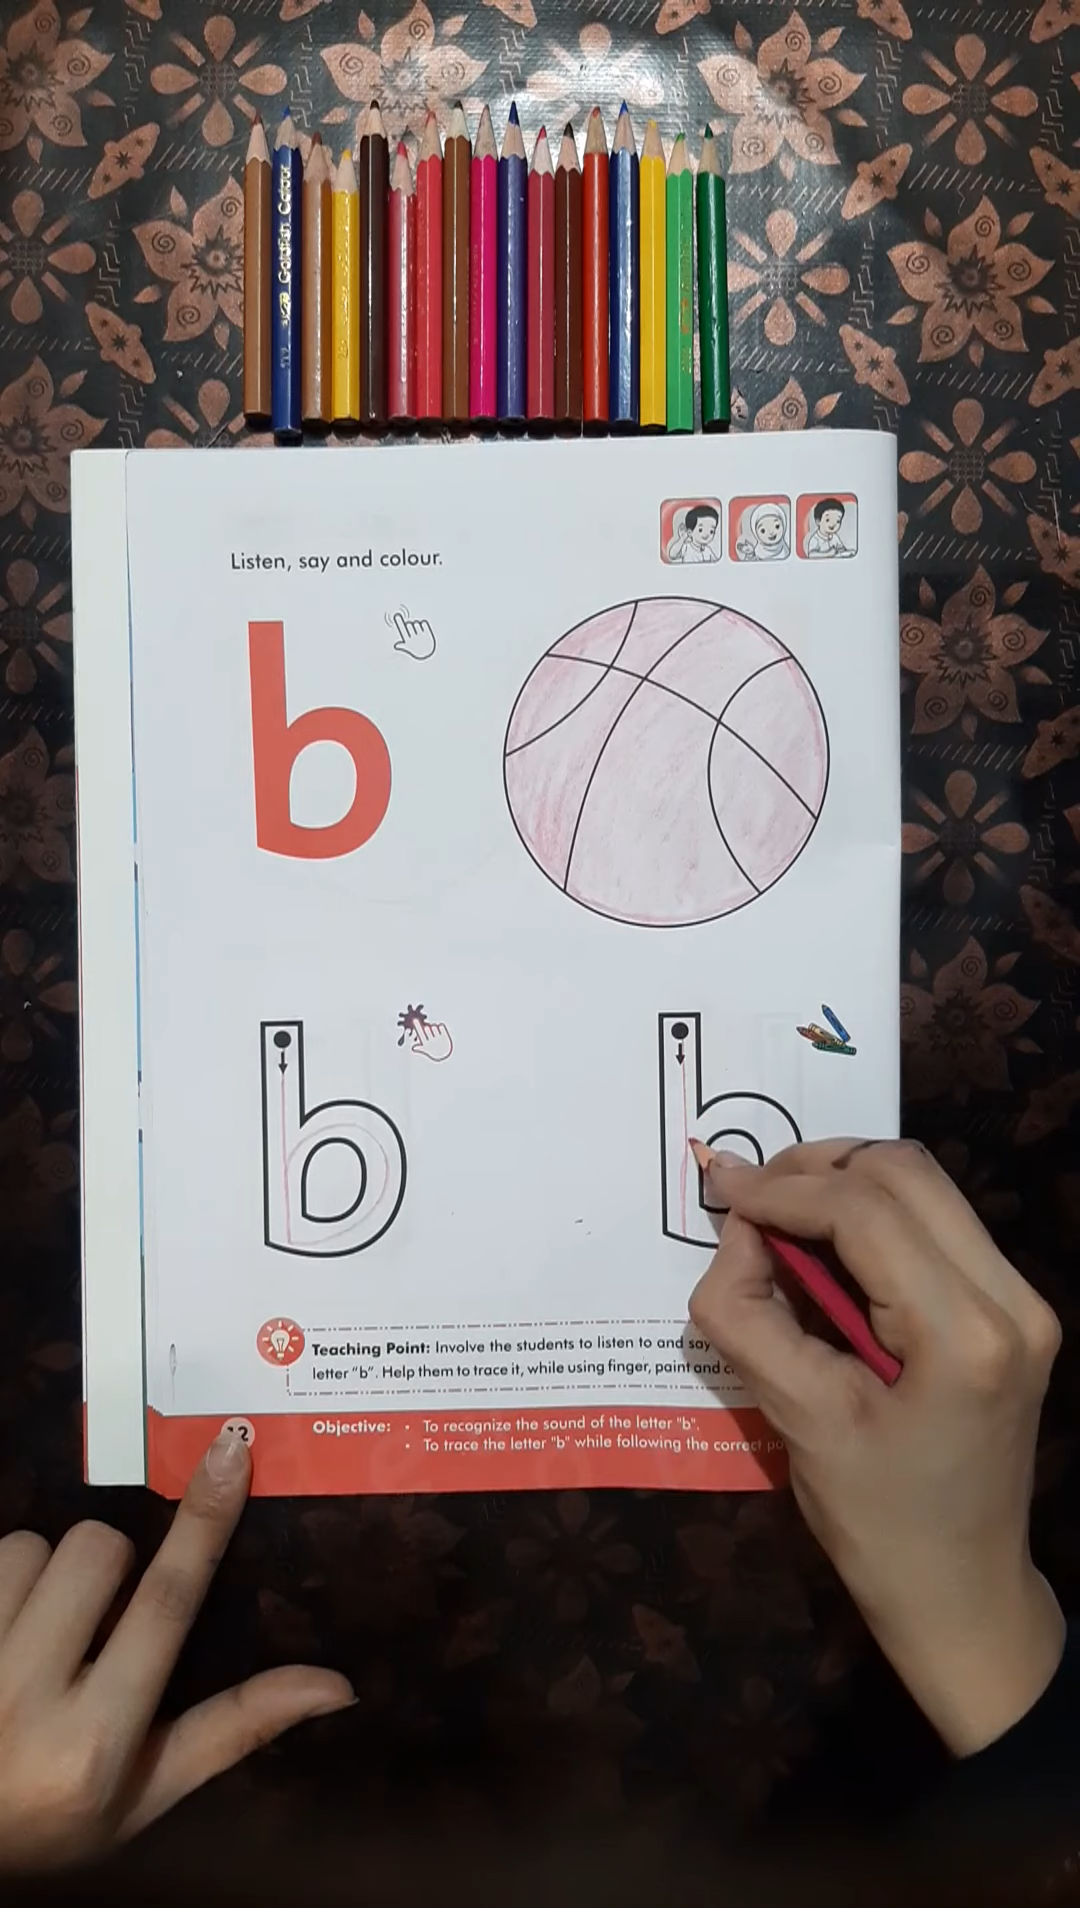 Goldfish Colour
Listen, say and colour.
b
b
b
Teaching Point: Involve the students to listen to and say
letter "b". Help them to trace it, while using finger, paint and
Objective: • To recognize the sound of the letter "b".
• To trace the letter "b" while following the correct